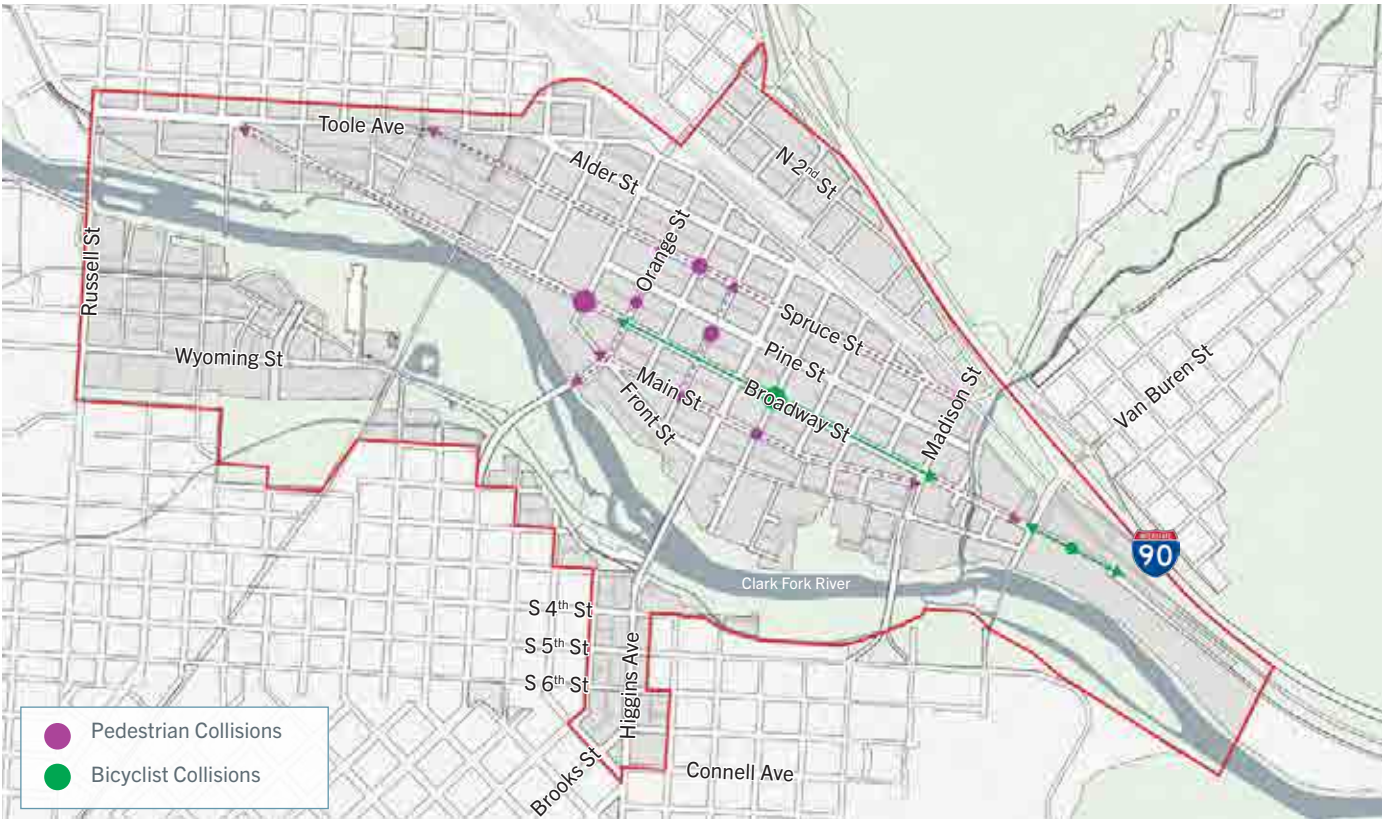 Toole Ave
Alder St
N 2nd St
Orange St
Russell St
Spruce St
Wyoming St
Pine St
Van Buren St
Main St
Broadway St
Front St
Madison St
INTERSTATE
90
Clark Fork River
S 4th St
S 5th St
S 6th St
Higgins Ave
Brooks St
Connell Ave
Pedestrian Collisions
Bicyclist Collisions